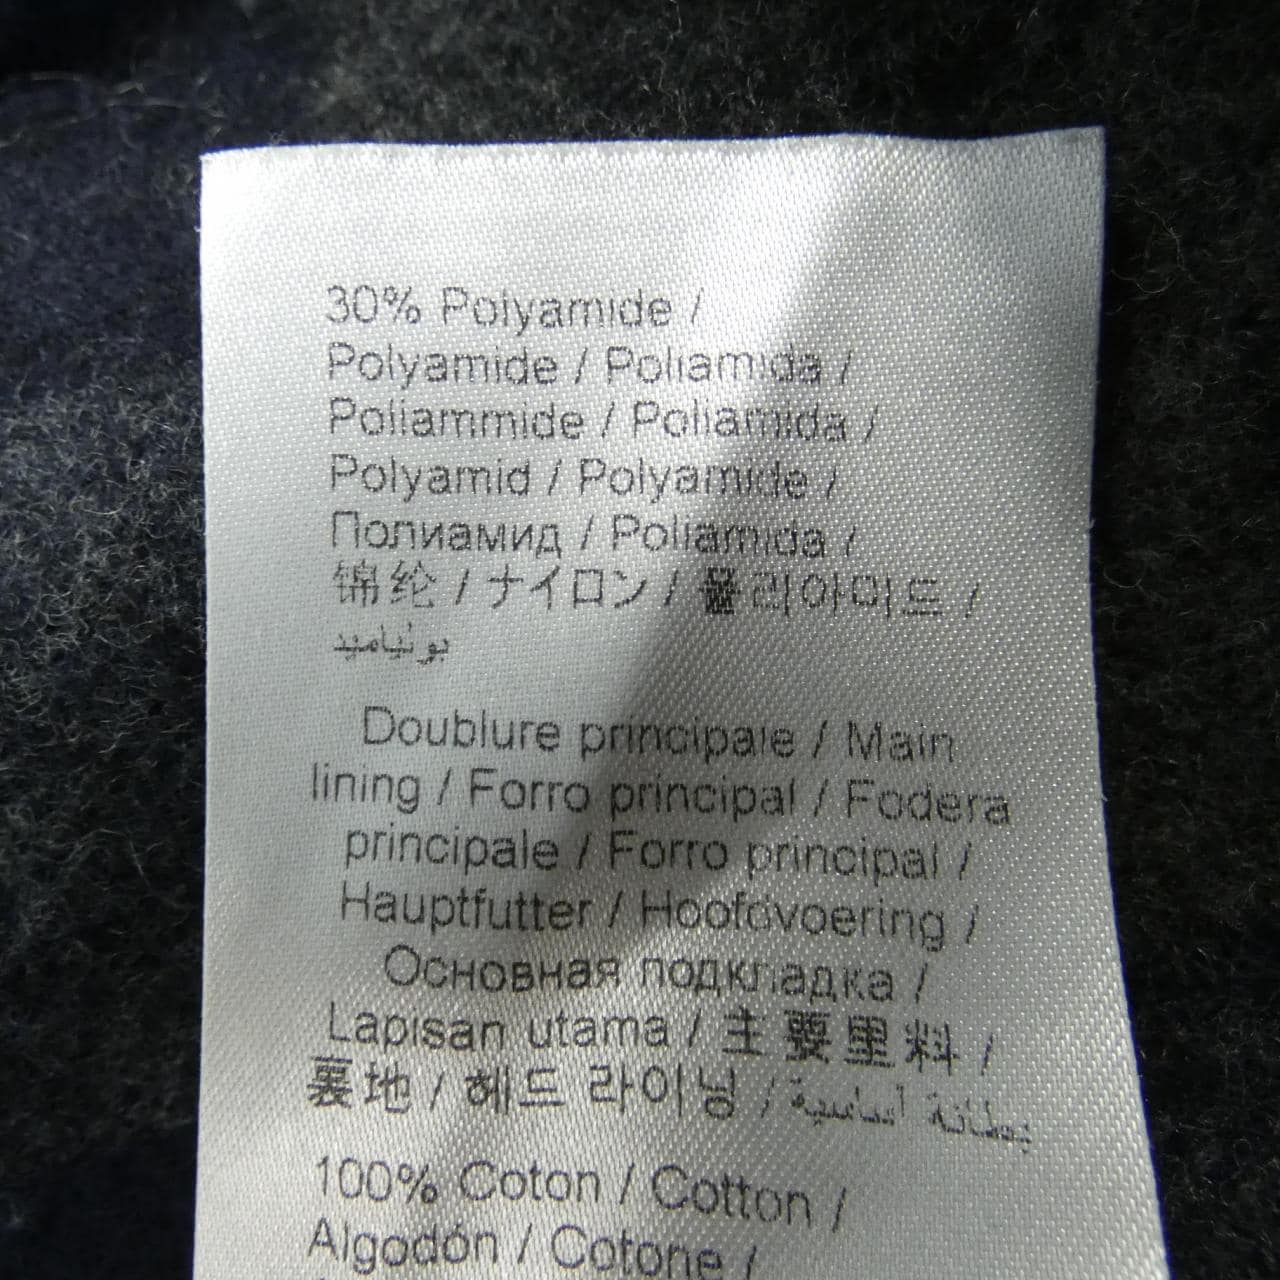 30% Polyamide /
Polyamide / Poliamida /
Poliammide / Poliamida /
Polyamid / Polyamide /
Полиамид / Poliamida /
锦纶 / ナイロン / 폴리아미드 /
بولياميد
Doublure principale / Main
lining / Forro principal / Fodera
principale / Forro principal /
Hauptfutter / Hoofdvoering /
Основная подкладка /
Lapisan utama / 主要里料 /
裏地 / 헤드 라이닝 / بطانة أساسية
100% Coton / Cotton /
Algodón / Cotone /